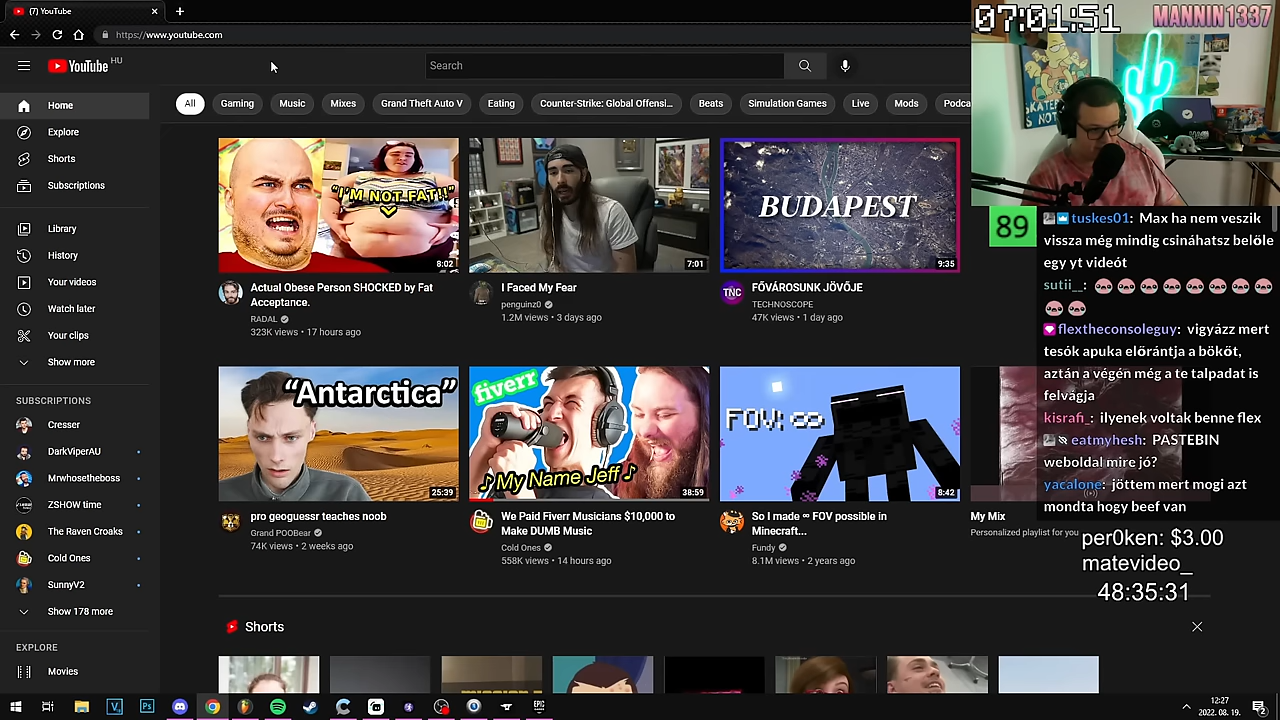 (7) YouTube
https://www.youtube.com
07:01:51
MANNIN1337
YouTube HU
Search
Home
Explore
Shorts
Subscriptions
Library
History
Your videos
Watch later
Your clips
Show more
SUBSCRIPTIONS
Cresser
DarkViperAU
Mrwhosetheboss
ZSHOW time
The Raven Croaks
Cold Ones
SunnyV2
Show 178 more
EXPLORE
Movies
All
Gaming
Music
Mixes
Grand Theft Auto V
Eating
Counter-Strike: Global Offensi...
Beats
Simulation Games
Live
Mods
Podca
"I'M NOT FAT!!"
8:02
Actual Obese Person SHOCKED by Fat
Acceptance.
RADAL
323K views • 17 hours ago
7:01
I Faced My Fear
penguinz0
1.2M views • 3 days ago
BUDAPEST
9:35
TNC
FŐVÁROSUNK JÖVŐJE
TECHNOSCOPE
47K views • 1 day ago
"Antarctica"
25:39
pro geoguessr teaches noob
Grand POOBear
74K views • 2 weeks ago
fiverr
♪ My Name Jeff ♪
38:59
We Paid Fiverr Musicians $10,000 to
Make DUMB Music
Cold Ones
558K views • 14 hours ago
FOV: ∞
8:42
So I made ∞ FOV possible in
Minecraft...
Fundy
8.1M views • 2 years ago
My Mix
Personalized playlist for you
Shorts
89
tuskes01: Max ha nem veszik
vissza még mindig csináhatsz belőle
egy yt videót
sutii__:
flextheconsoleguy: vigyázz mert
tesók apuka előrántja a bököt,
aztán a végén még a te talpadat is
felvágja
kisrafi_: ilyenek voltak benne flex
eatmyhesh: PASTEBIN
weboldal mire jó?
yacalone: jöttem mert mogi azt
mondta hogy beef van
per0ken: $3.00
matevideo_
48:35:31
Ps
EPIC
12:27
2022. 08. 19.
2